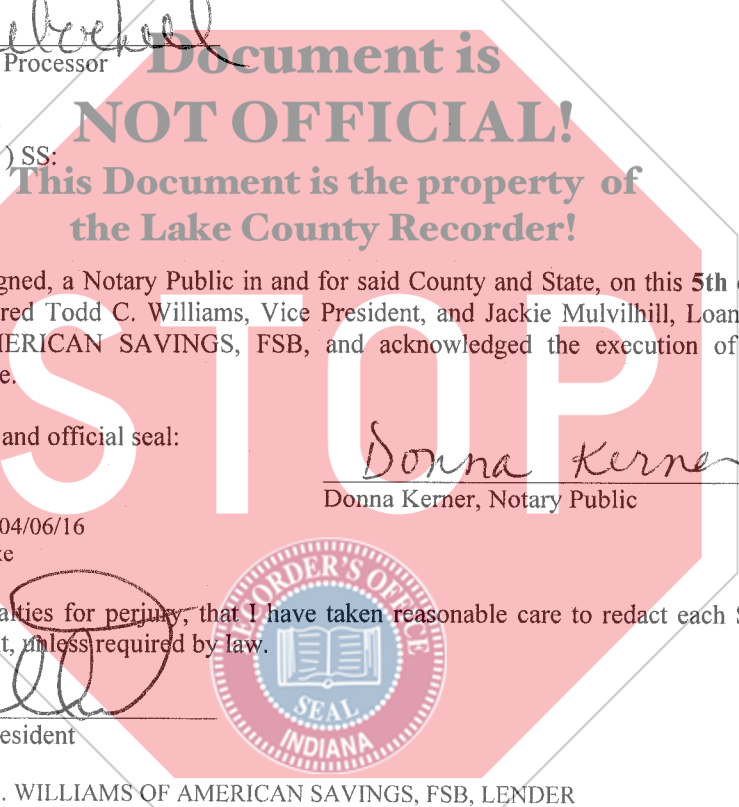 Processor
Document is
NOT OFFICIAL!
) SS:
This Document is the property of
the Lake County Recorder!
gned, a Notary Public in and for said County and State, on this 5th
red Todd C. Williams, Vice President, and Jackie Mulvilhill, Loan
MERICAN SAVINGS, FSB, and acknowledged the execution of
e.
STOP
and official seal:
Donna Kerner
Donna Kerner, Notary Public
04/06/16
ke
RECORDER'S OFFICE
alties for perjury, that I have taken reasonable care to redact each S
t, unless required by law.
SEAL
INDIANA
esident
. WILLIAMS OF AMERICAN SAVINGS, FSB, LENDER